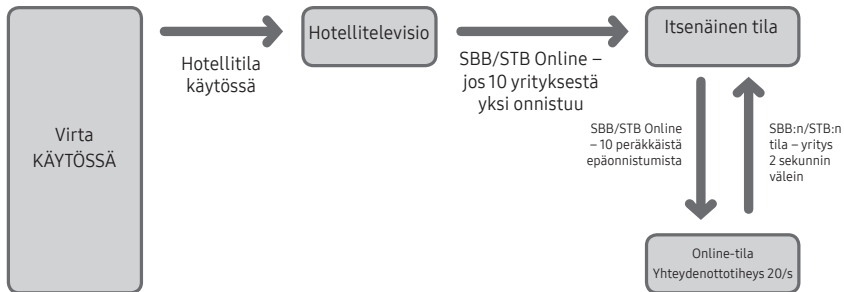 Virta
KÄYTÖSSÄ
Hotellitila
käytössä
Hotellitelevisio
SBB/STB Online –
jos 10 yrityksestä
yksi onnistuu
Itsenäinen tila
SBB/STB Online
– 10 peräkkäistä
epäonnistumista
SBB:n/STB:n
tila – yritys
2 sekunnin
välein
Online-tila
Yhteydenottotiheys 20/s